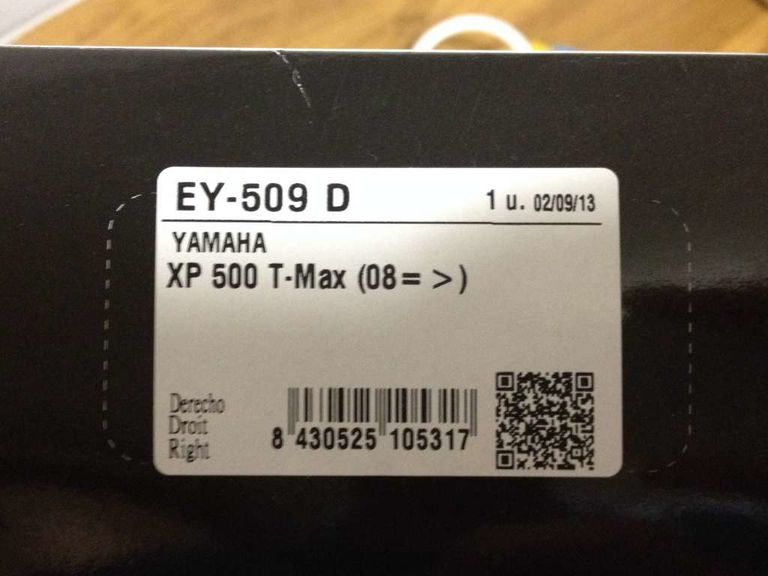 EY-509 D 1 u. 02/09/13
YAMAHA
XP 500 T-Max (08= >)
Derecho
Droit
Right
8 430525 105317